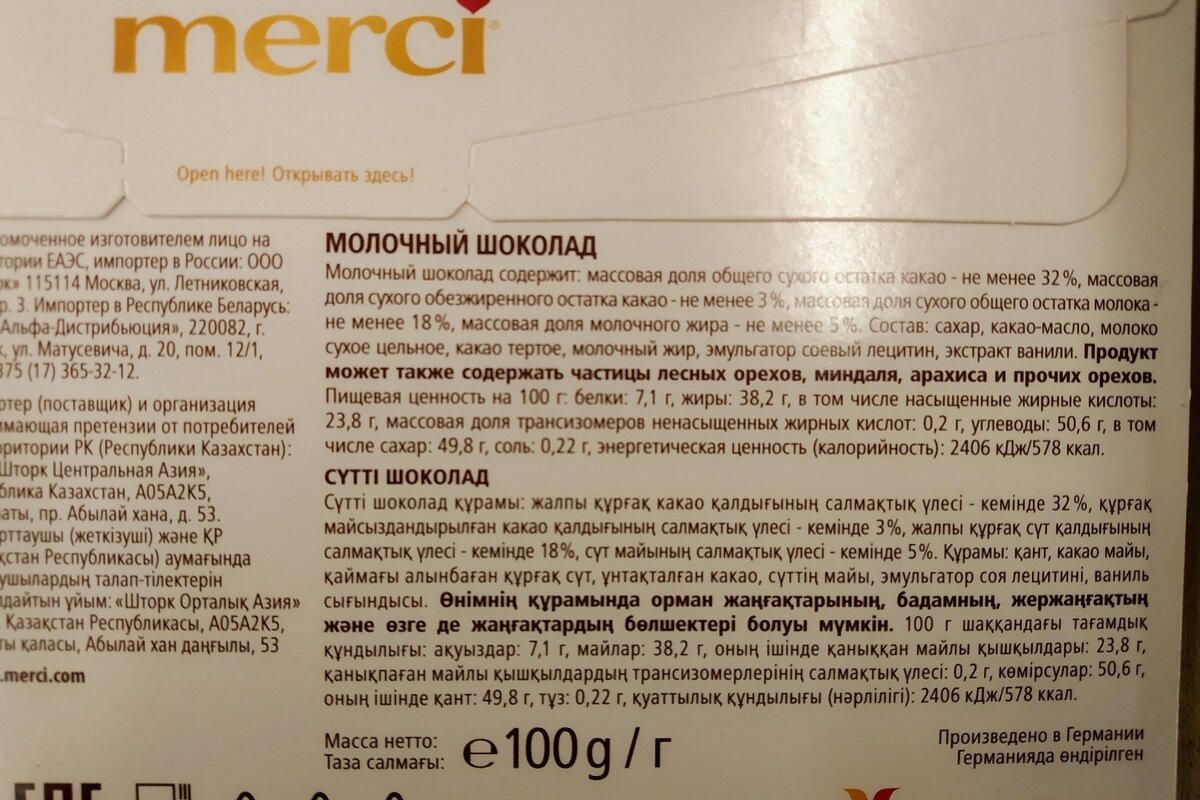 merci
Open here! Открывать здесь!
омоченное изготовителем лицо на
тории ЕАЭС, импортер в России: ООО
ок» 115114 Москва, ул. Летниковская,
р. 3. Импортер в Республике Беларусь:
Альфа-Дистрибьюция», 220082, г.
к, ул. Матусевича, д. 20, пом. 12/1,
375 (17) 365-32-12.
ртер (поставщик) и организация
имающая претензии от потребителей
рритории РК (Республики Казахстан):
Шторк Центральная Азия»,
блика Казахстан, A05A2K5,
аты, пр. Абылай хана, д. 53.
рттаушы (жеткізуші) және ҚР
қстан Республикасы) аумағында
ушылардың талап-тілектерін
лдайтын ұйым: «Шторк Орталық Азия»
Қазақстан Республикасы, A05A2K5,
ты қаласы, Абылай хан даңғылы, 53
.merci.com
МОЛОЧНЫЙ ШОКОЛАД
Молочный шоколад содержит: массовая доля общего сухого остатка какао - не менее 32%, массовая
доля сухого обезжиренного остатка какао - не менее 3%, массовая доля сухого общего остатка молока -
не менее 18%, массовая доля молочного жира - не менее 5%. Состав: сахар, какао-масло, молоко
сухое цельное, какао тертое, молочный жир, эмульгатор соевый лецитин, экстракт ванили. Продукт
может также содержать частицы лесных орехов, миндаля, арахиса и прочих орехов.
Пищевая ценность на 100 г: белки: 7,1 г, жиры: 38,2 г, в том числе насыщенные жирные кислоты:
23,8 г, массовая доля трансизомеров ненасыщенных жирных кислот: 0,2 г, углеводы: 50,6 г, в том
числе сахар: 49,8 г, соль: 0,22 г, энергетическая ценность (калорийность): 2406 кДж/578 ккал.
СҮТТІ ШОКОЛАД
Сүтті шоколад құрамы: жалпы құрғақ какао қалдығының салмақтық үлесі - кемінде 32%, құрғақ
майсыздандырылған какао қалдығының салмақтық үлесі - кемінде 3%, жалпы құрғақ сүт қалдығының
салмақтық үлесі - кемінде 18%, сүт майының салмақтық үлесі - кемінде 5%. Құрамы: қант, какао майы,
қаймағы алынбаған құрғақ сүт, ұнтақталған какао, сүттің майы, эмульгатор соя лецитині, ваниль
сығындысы. Өнімнің құрамында орман жаңғақтарының, бадамның, жержаңғақтың
және өзге де жаңғақтардың бөлшектері болуы мүмкін. 100 г шаққандағы тағамдық
құндылығы: ақуыздар: 7,1 г, майлар: 38,2 г, оның ішінде қаныққан майлы қышқылдары: 23,8 г,
қанықпаған майлы қышқылдардың трансизомерлерінің салмақтық үлесі: 0,2 г, көмірсулар: 50,6 г,
оның ішінде қант: 49,8 г, тұз: 0,22 г, қуаттылық құндылығы (нәрлілігі): 2406 кДж/578 ккал.
Масса нетто:
Таза салмағы:
℮100 g / г
Произведено в Германии
Германияда өндірілген